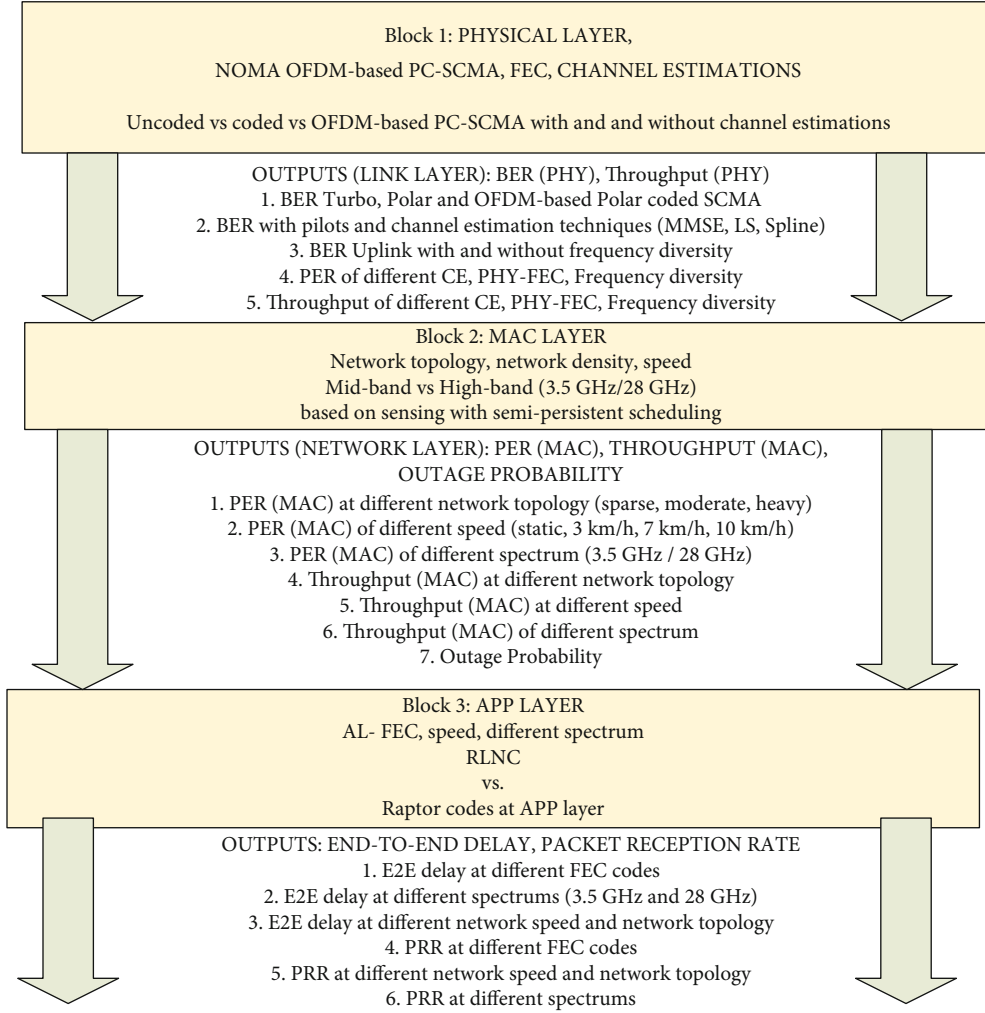 Block 1: PHYSICAL LAYER,
NOMA OFDM-based PC-SCMA, FEC, CHANNEL ESTIMATIONS
Uncoded vs coded vs OFDM-based PC-SCMA with and and without channel estimations
OUTPUTS (LINK LAYER): BER (PHY), Throughput (PHY)
1. BER Turbo, Polar and OFDM-based Polar coded SCMA
2. BER with pilots and channel estimation techniques (MMSE, LS, Spline)
3. BER Uplink with and without frequency diversity
4. PER of different CE, PHY-FEC, Frequency diversity
5. Throughput of different CE, PHY-FEC, Frequency diversity
Block 2: MAC LAYER
Network topology, network density, speed
Mid-band vs High-band (3.5 GHz/28 GHz)
based on sensing with semi-persistent scheduling
OUTPUTS (NETWORK LAYER): PER (MAC), THROUGHPUT (MAC),
OUTAGE PROBABILITY
1. PER (MAC) at different network topology (sparse, moderate, heavy)
2. PER (MAC) of different speed (static, 3 km/h, 7 km/h, 10 km/h)
3. PER (MAC) of different spectrum (3.5 GHz / 28 GHz)
4. Throughput (MAC) at different network topology
5. Throughput (MAC) at different speed
6. Throughput (MAC) of different spectrum
7. Outage Probability
Block 3: APP LAYER
AL- FEC, speed, different spectrum
RLNC
vs.
Raptor codes at APP layer
OUTPUTS: END-TO-END DELAY, PACKET RECEPTION RATE
1. E2E delay at different FEC codes
2. E2E delay at different spectrums (3.5 GHz and 28 GHz)
3. E2E delay at different network speed and network topology
4. PRR at different FEC codes
5. PRR at different network speed and network topology
6. PRR at different spectrums